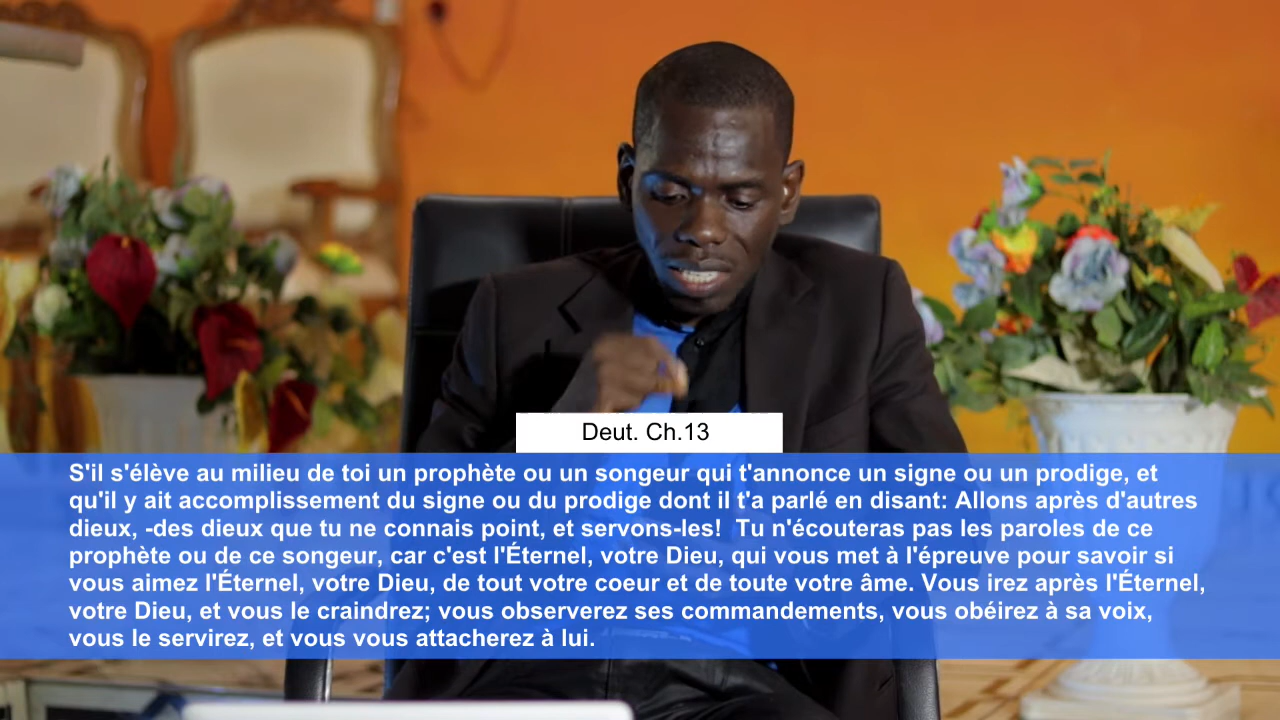 Deut. Ch.13
S'il s'élève au milieu de toi un prophète ou un songeur qui t'annonce un signe ou un prodige, et
qu'il y ait accomplissement du signe ou du prodige dont il t'a parlé en disant: Allons après d'autres
dieux, -des dieux que tu ne connais point, et servons-les!  Tu n'écouteras pas les paroles de ce
prophète ou de ce songeur, car c'est l'Éternel, votre Dieu, qui vous met à l'épreuve pour savoir si
vous aimez l'Éternel, votre Dieu, de tout votre coeur et de toute votre âme. Vous irez après l'Éternel,
votre Dieu, et vous le craindrez; vous observerez ses commandements, vous obéirez à sa voix,
vous le servirez, et vous vous attacherez à lui.